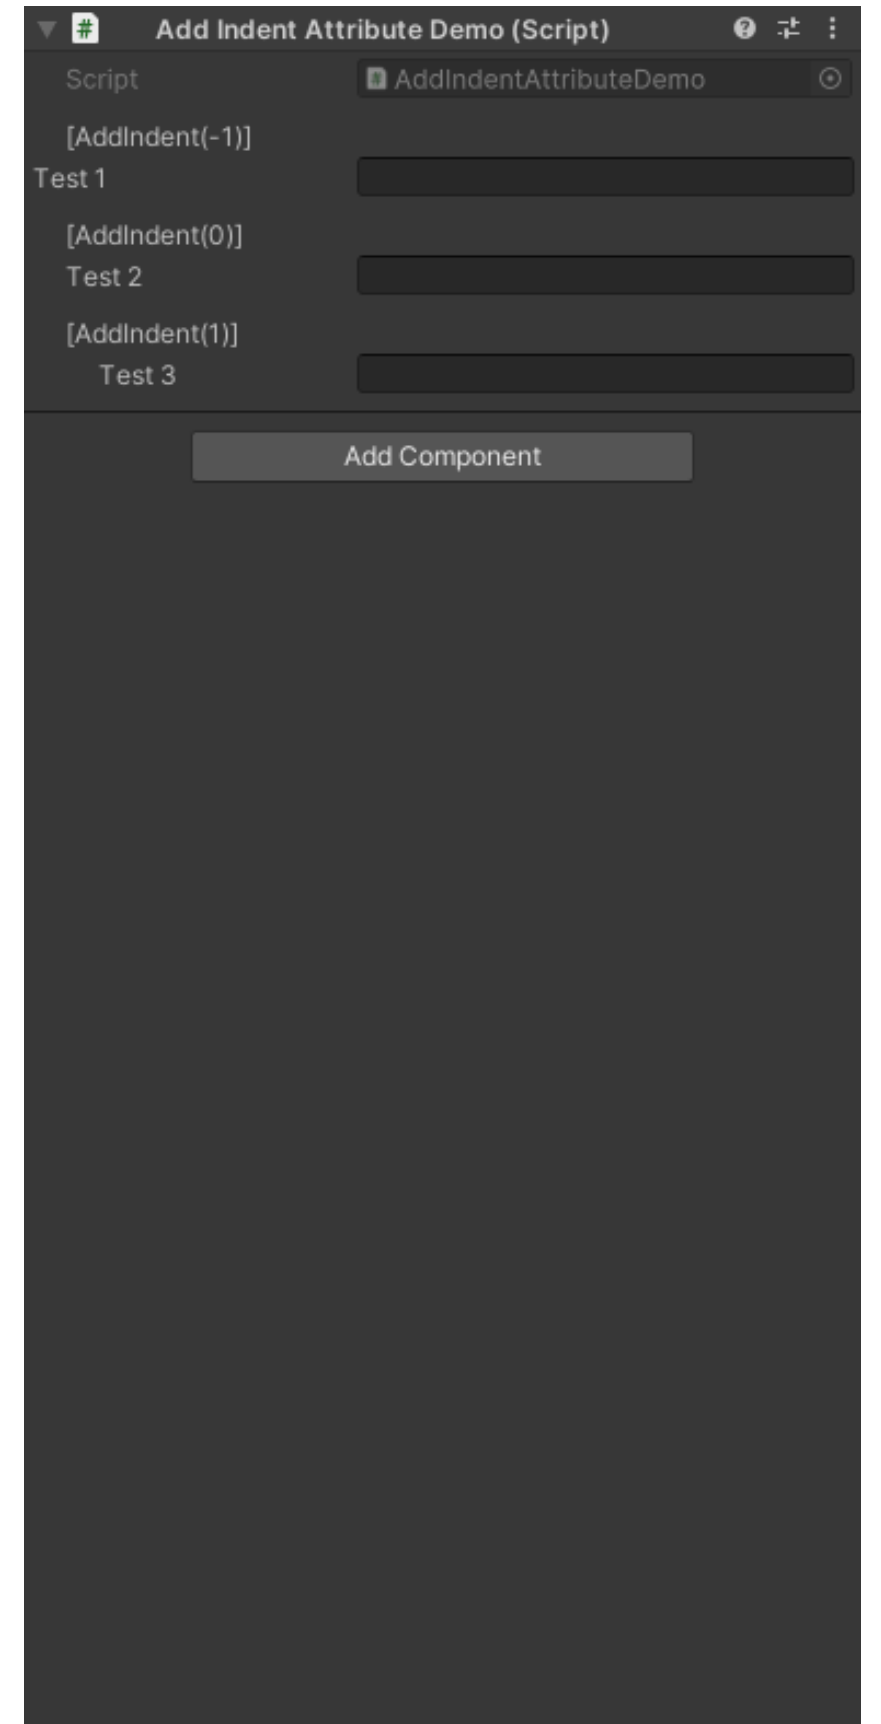 # Add Indent Attribute Demo (Script)
Script # AddIndentAttributeDemo
[AddIndent(-1)]
Test 1
[AddIndent(0)]
Test 2
[AddIndent(1)]
Test 3
Add Component